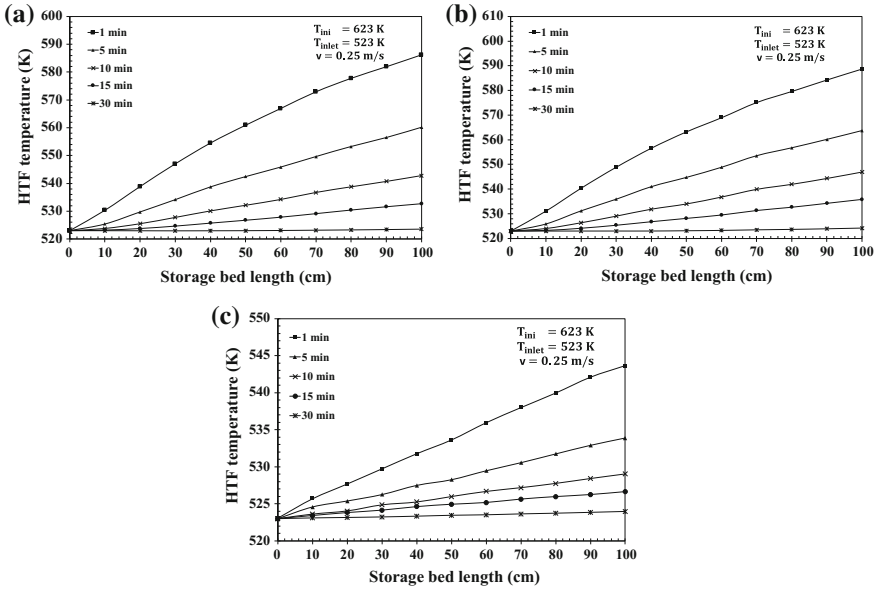 (a)
600
590
580
570
560
550
540
530
520
HTF temperature (K)
1 min
5 min
10 min
15 min
30 min
T_ini = 623 K
T_inlet = 523 K
v = 0.25 m/s
0 10 20 30 40 50 60 70 80 90 100
Storage bed length (cm)
(b)
610
600
590
580
570
560
550
540
530
520
HTF temperature (K)
1 min
5 min
10 min
15 min
30 min
T_ini = 623 K
T_inlet = 523 K
v = 0.25 m/s
0 10 20 30 40 50 60 70 80 90 100
Storage bed length (cm)
(c)
550
545
540
535
530
525
520
HTF temperature (K)
1 min
5 min
10 min
15 min
30 min
T_ini = 623 K
T_inlet = 523 K
v = 0.25 m/s
0 10 20 30 40 50 60 70 80 90 100
Storage bed length (cm)